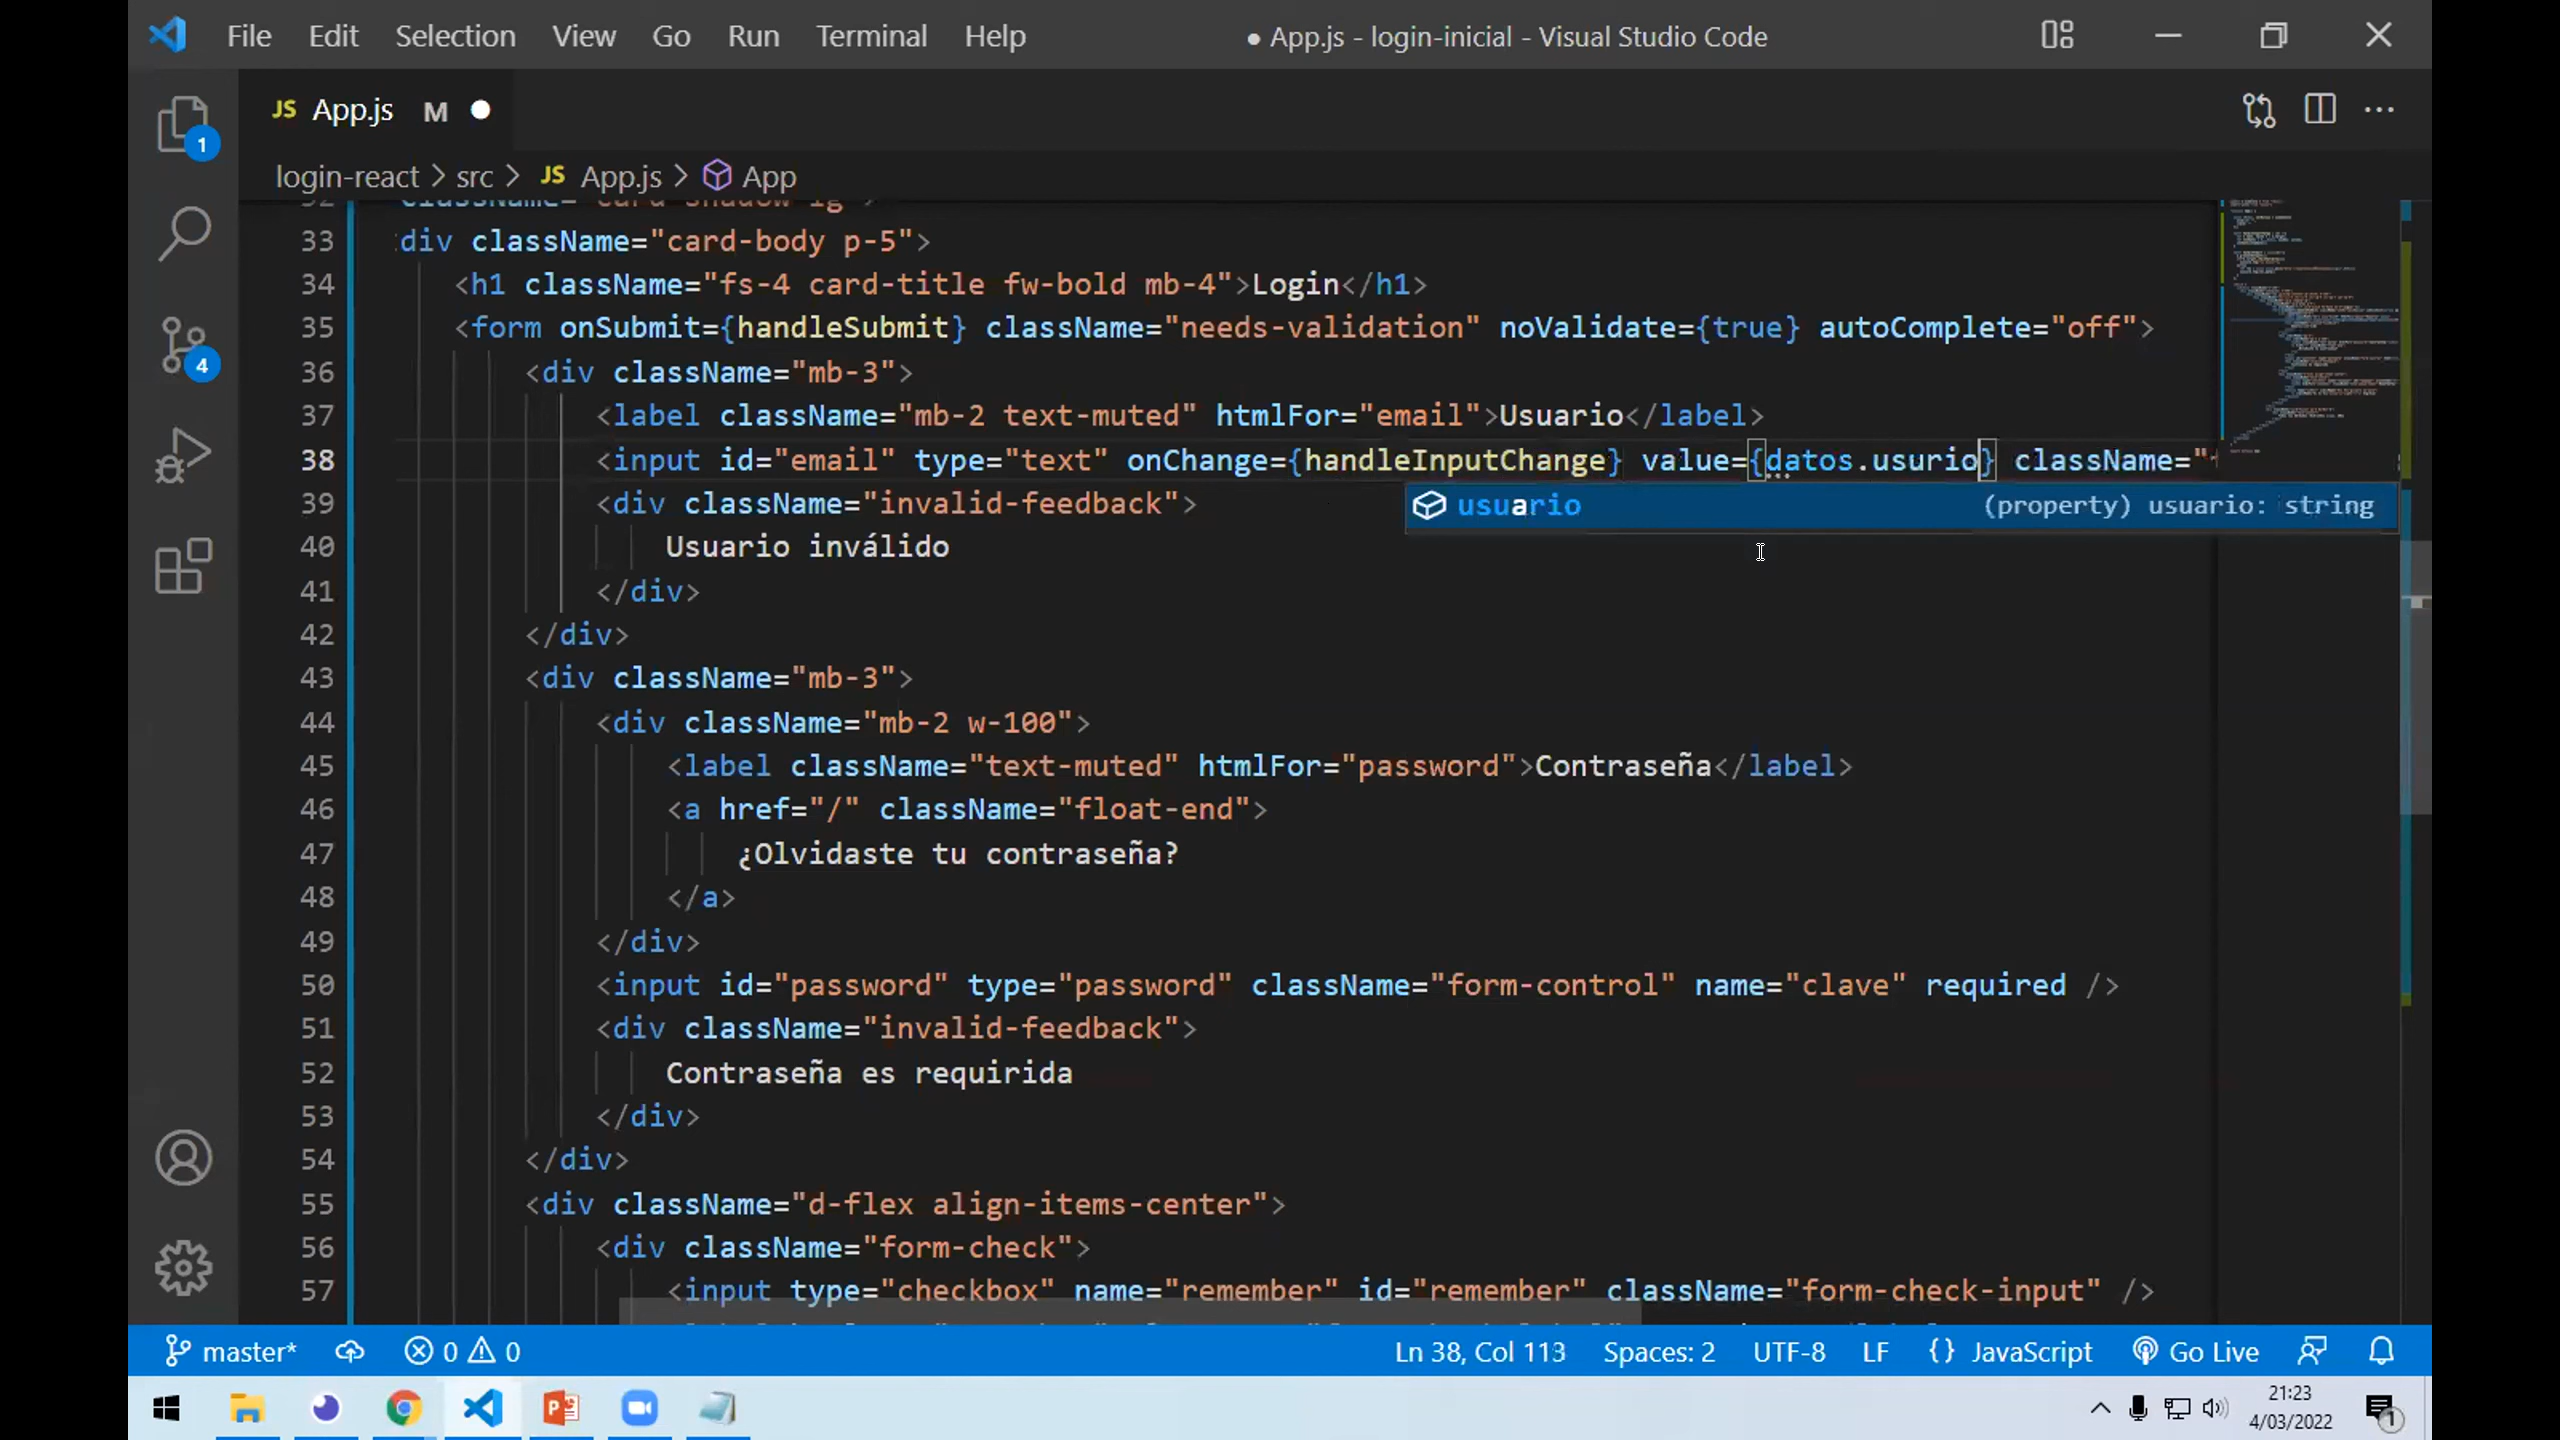 File Edit Selection View Go Run Terminal Help ● App.js - login-inicial - Visual Studio Code
JS App.js M ●
login-react > src > JS App.js > App
33 div className="card-body p-5">
34 <h1 className="fs-4 card-title fw-bold mb-4">Login</h1>
35 <form onSubmit={handleSubmit} className="needs-validation" noValidate={true} autoComplete="off">
36 <div className="mb-3">
37 <label className="mb-2 text-muted" htmlFor="email">Usuario</label>
38 <input id="email" type="text" onChange={handleInputChange} value={datos.usurio} className="
usuario (property) usuario: string
39 <div className="invalid-feedback">
40 Usuario inválido
41 </div>
42 </div>
43 <div className="mb-3">
44 <div className="mb-2 w-100">
45 <label className="text-muted" htmlFor="password">Contraseña</label>
46 <a href="/" className="float-end">
47 ¿Olvidaste tu contraseña?
48 </a>
49 </div>
50 <input id="password" type="password" className="form-control" name="clave" required />
51 <div className="invalid-feedback">
52 Contraseña es requirida
53 </div>
54 </div>
55 <div className="d-flex align-items-center">
56 <div className="form-check">
57 <input type="checkbox" name="remember" id="remember" className="form-check-input" />
1
4
master* 0 0 Ln 38, Col 113 Spaces: 2 UTF-8 LF {} JavaScript Go Live
21:23
4/03/2022
1